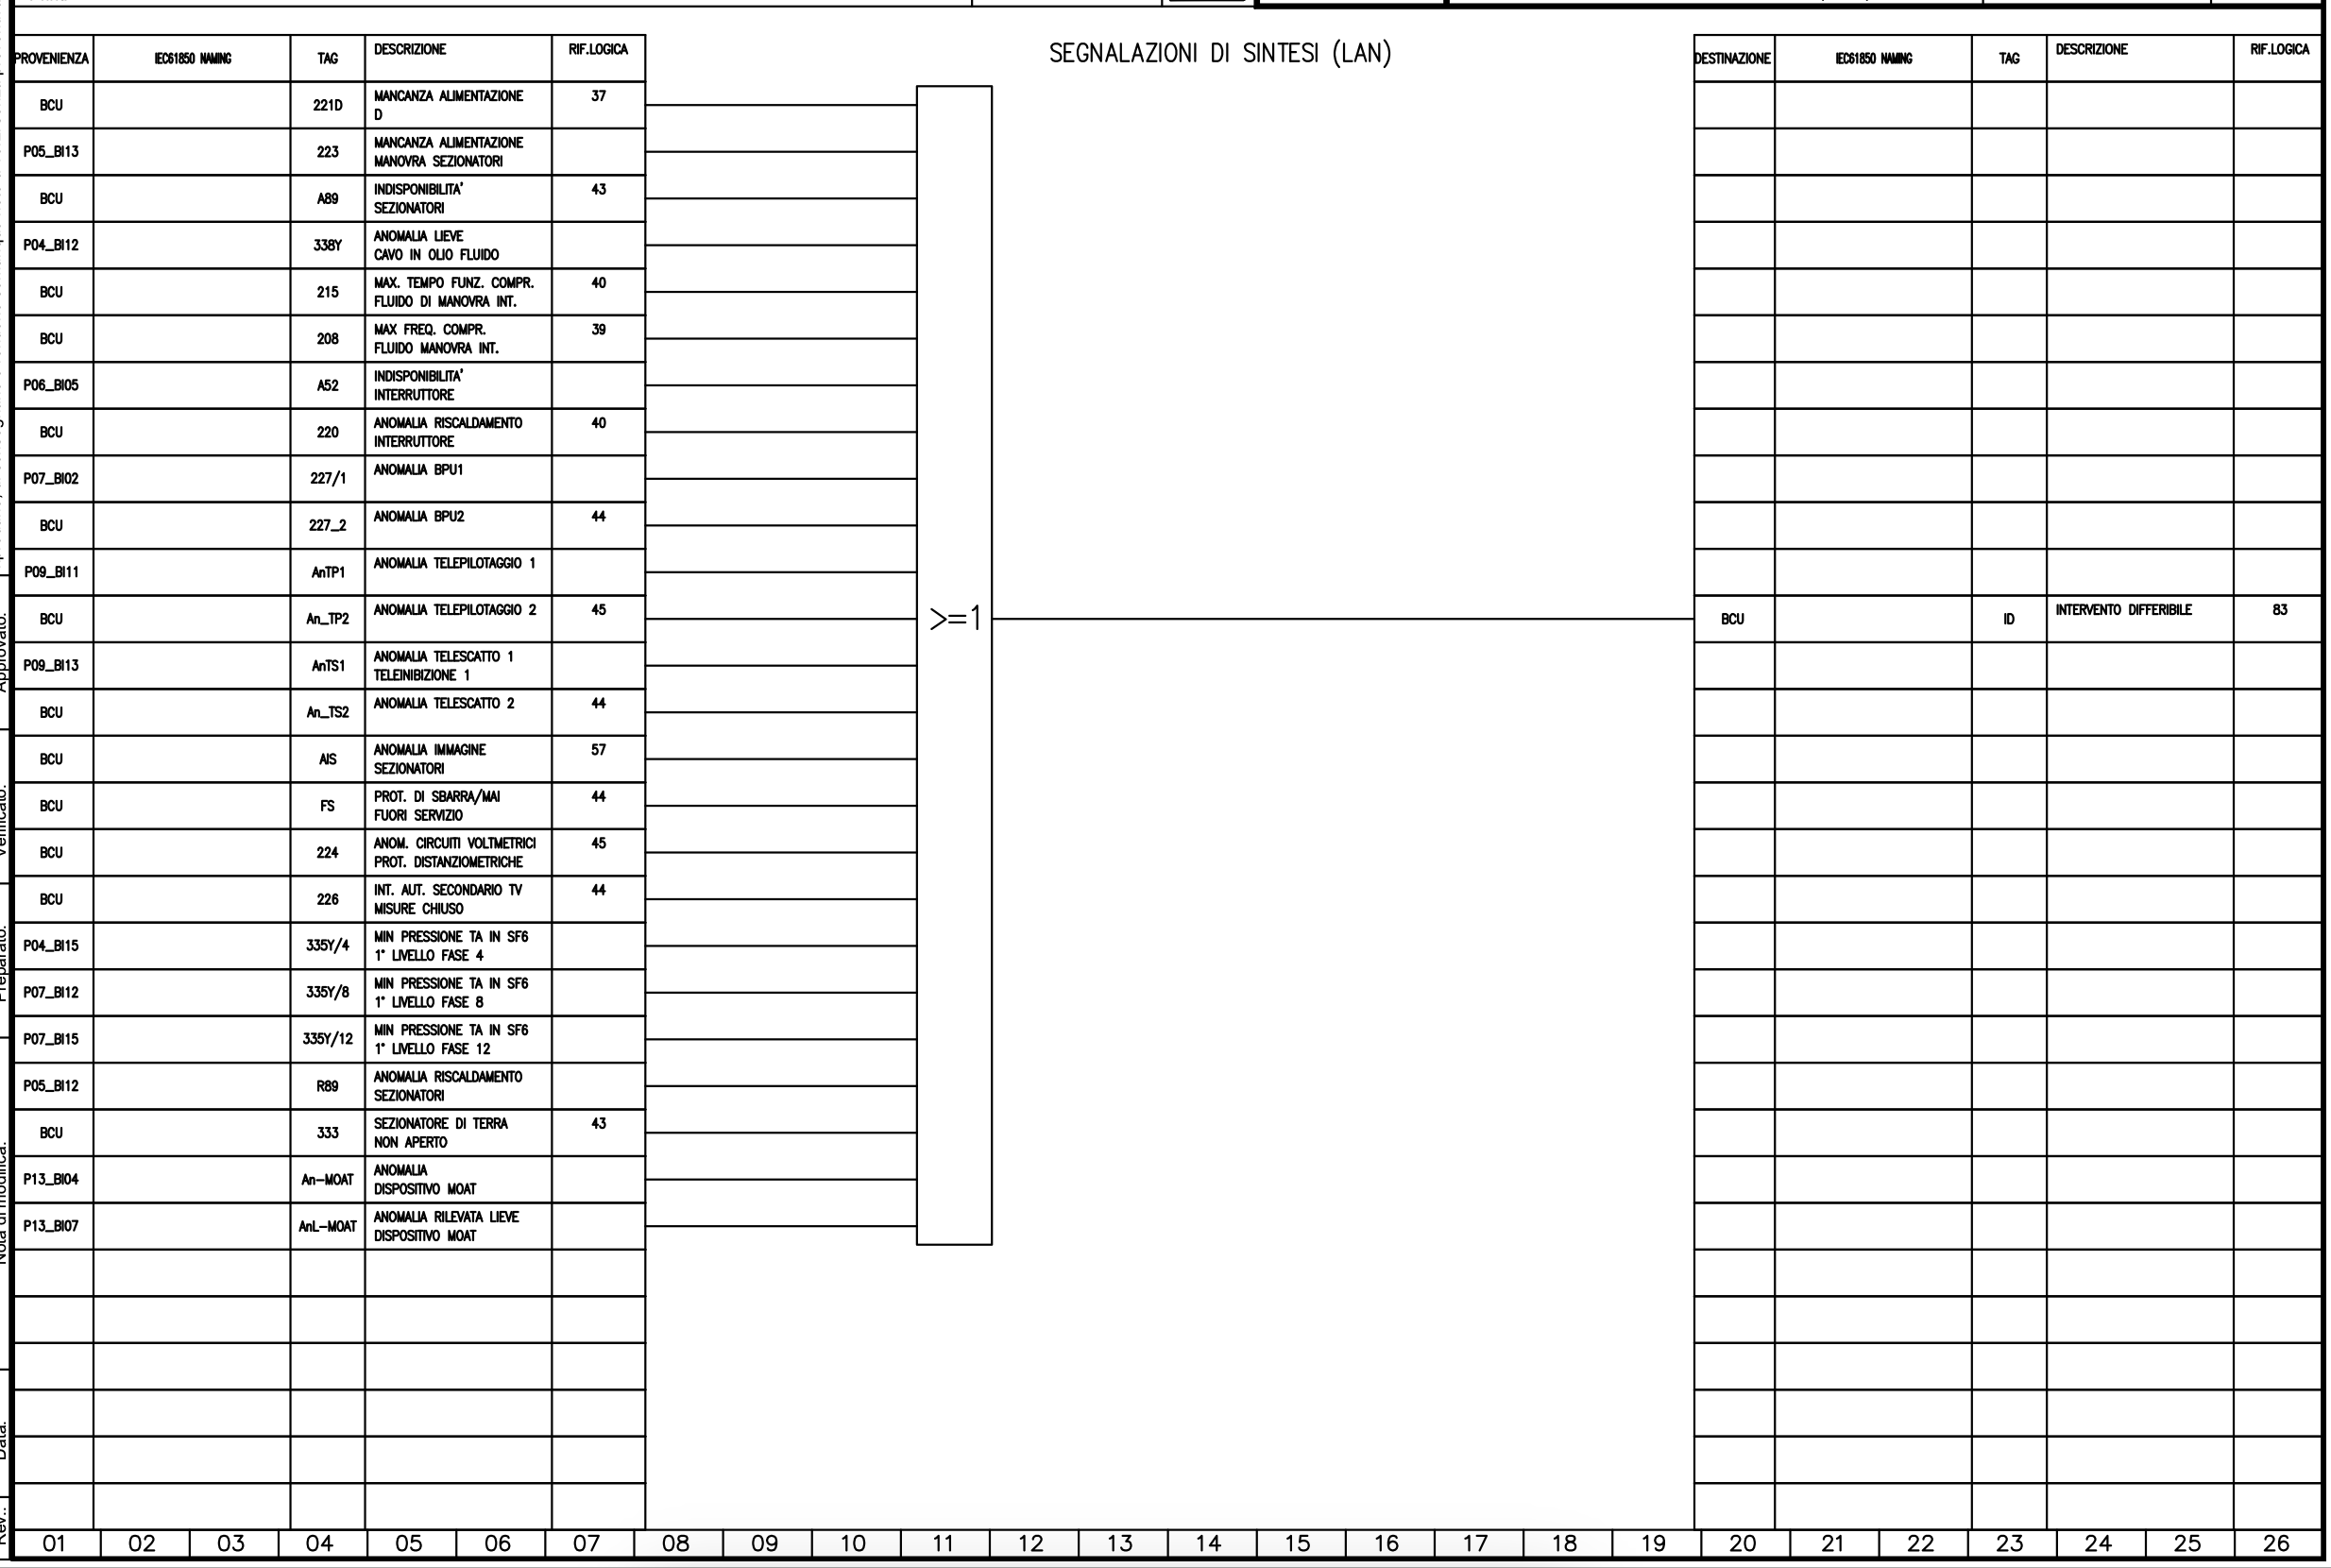 SEGNALAZIONI DI SINTESI (LAN)
PROVENIENZA IEC61850 NAMING TAG DESCRIZIONE RIF.LOGICA
BCU 221D MANCANZA ALIMENTAZIONE 37
D
P05_BI13 223 MANCANZA ALIMENTAZIONE
MANOVRA SEZIONATORI
BCU A89 INDISPONIBILITA' 43
SEZIONATORI
P04_BI12 338Y ANOMALIA LIEVE
CAVO IN OLIO FLUIDO
BCU 215 MAX. TEMPO FUNZ. COMPR. 40
FLUIDO DI MANOVRA INT.
BCU 208 MAX FREQ. COMPR. 39
FLUIDO MANOVRA INT.
P06_BI05 A52 INDISPONIBILITA'
INTERRUTTORE
BCU 220 ANOMALIA RISCALDAMENTO 40
INTERRUTTORE
P07_BI02 227/1 ANOMALIA BPU1
BCU 227_2 ANOMALIA BPU2 44
P09_BI11 AnTP1 ANOMALIA TELEPILOTAGGIO 1
BCU An_TP2 ANOMALIA TELEPILOTAGGIO 2 45
P09_BI13 AnTS1 ANOMALIA TELESCATTO 1
TELEINIBIZIONE 1
BCU An_TS2 ANOMALIA TELESCATTO 2 44
BCU AIS ANOMALIA IMMAGINE 57
SEZIONATORI
BCU FS PROT. DI SBARRA/MAI 44
FUORI SERVIZIO
BCU 224 ANOM. CIRCUITI VOLTMETRICI 45
PROT. DISTANZIOMETRICHE
BCU 226 INT. AUT. SECONDARIO TV 44
MISURE CHIUSO
P04_BI15 335Y/4 MIN PRESSIONE TA IN SF6
1° LIVELLO FASE 4
P07_BI12 335Y/8 MIN PRESSIONE TA IN SF6
1° LIVELLO FASE 8
P07_BI15 335Y/12 MIN PRESSIONE TA IN SF6
1° LIVELLO FASE 12
P05_BI12 R89 ANOMALIA RISCALDAMENTO
SEZIONATORI
BCU 333 SEZIONATORE DI TERRA 43
NON APERTO
P13_BI04 An-MOAT ANOMALIA
DISPOSITIVO MOAT
P13_BI07 AnL-MOAT ANOMALIA RILEVATA LIEVE
DISPOSITIVO MOAT
>=1
DESTINAZIONE IEC61850 NAMING TAG DESCRIZIONE RIF.LOGICA
BCU ID INTERVENTO DIFFERIBILE 83
01 02 03 04 05 06 07 08 09 10 11 12 13 14 15 16 17 18 19 20 21 22 23 24 25 26
Approvato:
Verificato:
Preparato:
Nota di modifica:
Data:
Rev.: